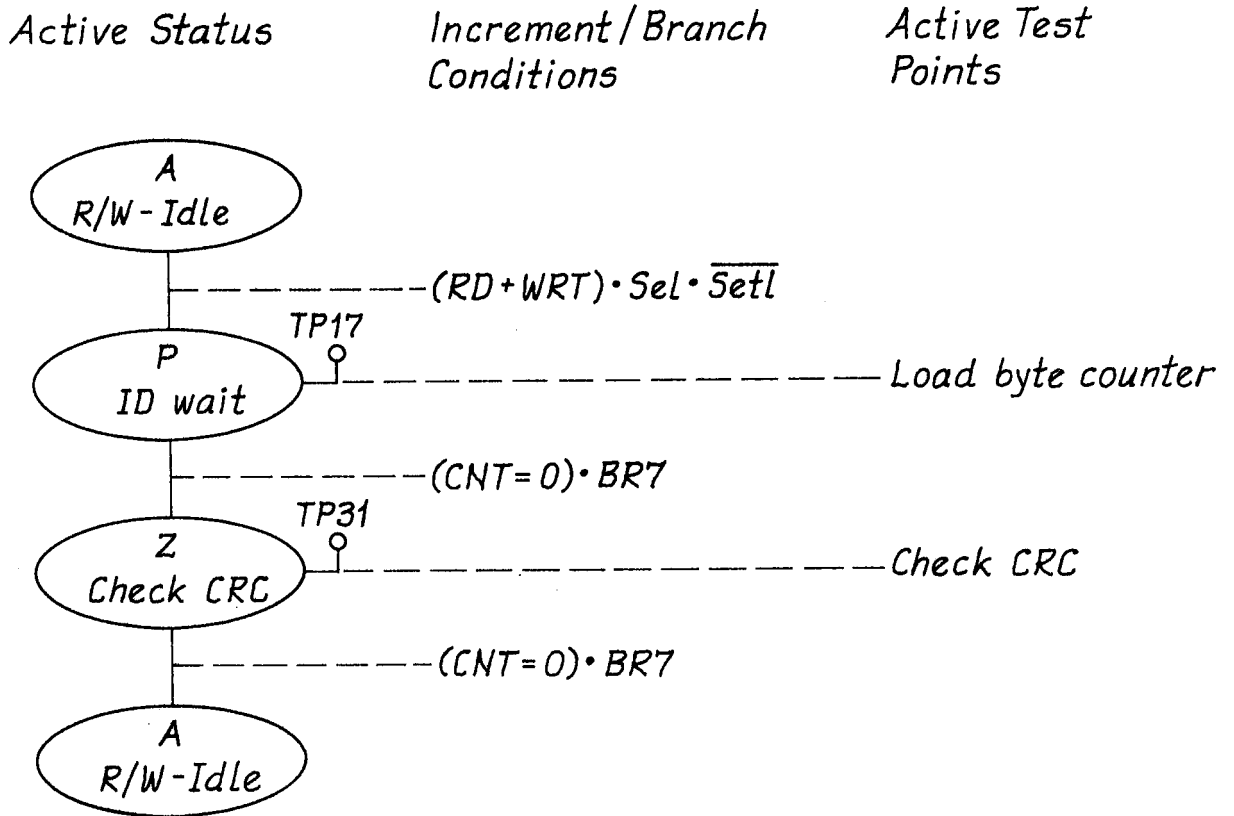 Active Status
Increment/Branch
Conditions
Active Test
Points
A
R/W-Idle
(RD+WRT)·Sel·S̅e̅t̅l̅
TP17
P
ID wait
Load byte counter
(CNT=0)·BR7
TP31
Z
Check CRC
Check CRC
(CNT=0)·BR7
A
R/W-Idle